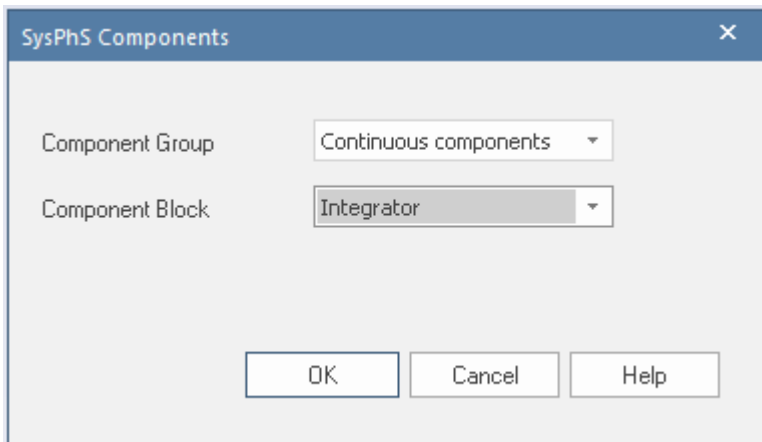 SysPhS Components
Component Group Continuous components
Component Block Integrator
OK Cancel Help